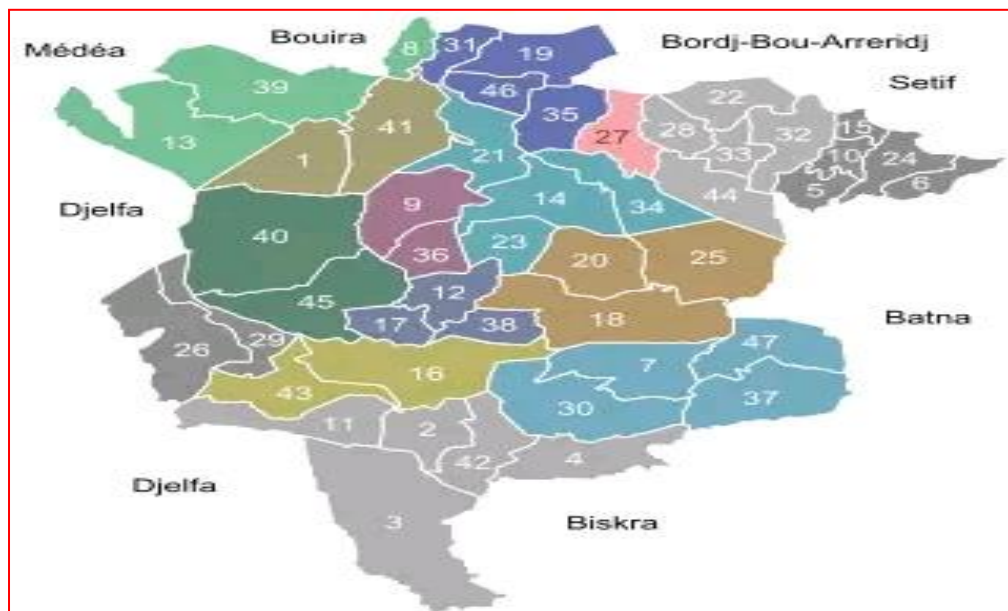 Bouira
Médéa
Bordj-Bou-Arreridj
Setif
8 31 19
39 46 22
41 35 27 28 32 15
13 1 21 33 10 24
5 6
44
Djelfa
9 14 34
40 36 23 20 25
45 12
17 38 18
Batna
26 29 16 7 47
43 30 37
11 2
42 4
Djelfa
3
Biskra